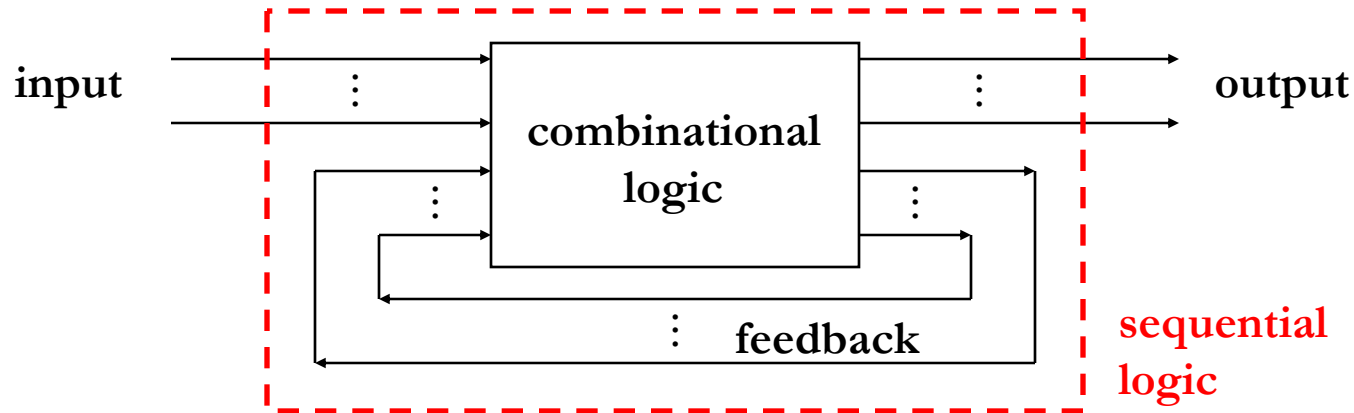 input
output
combinational
logic
feedback
sequential
logic